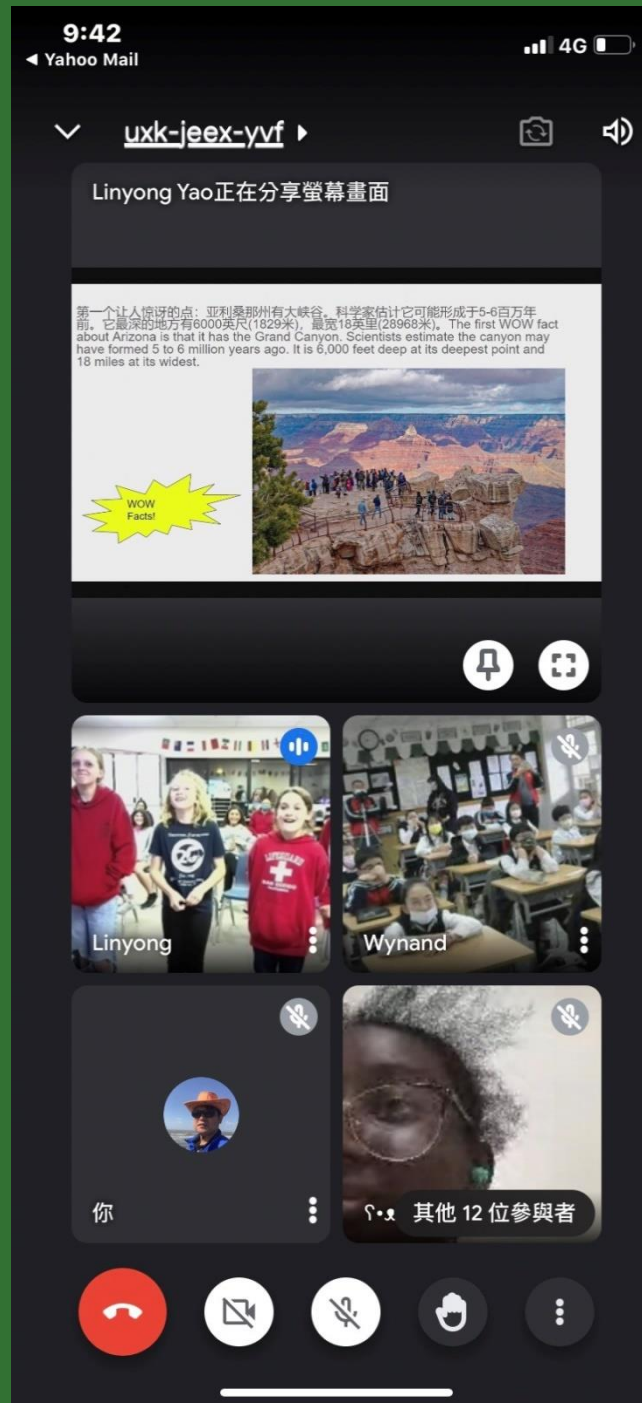 9:42
4G
◀ Yahoo Mail
uxk-jeex-yvf
Linyong Yao正在分享螢幕畫面
第一个让人惊讶的点：亚利桑那州有大峡谷。科学家估计它可能形成于5-6百万年
前。它最深的地方有6000英尺(1829米)，最宽18英里(28968米)。The first WOW fact
about Arizona is that it has the Grand Canyon. Scientists estimate the canyon may
have formed 5 to 6 million years ago. It is 6,000 feet deep at its deepest point and
18 miles at its widest.
WOW
Facts!
Linyong
Wynand
你
其他 12 位參與者